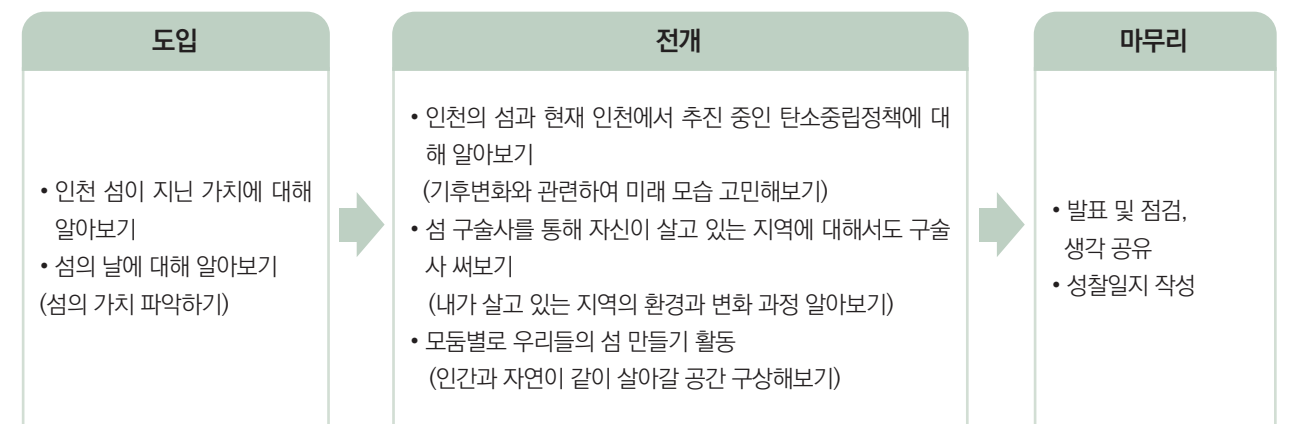 도입
• 인천 섬이 지닌 가치에 대해
알아보기
• 섬의 날에 대해 알아보기
(섬의 가치 파악하기)
전개
• 인천의 섬과 현재 인천에서 추진 중인 탄소중립정책에 대
해 알아보기
(기후변화와 관련하여 미래 모습 고민해보기)
• 섬 구술사를 통해 자신이 살고 있는 지역에 대해서도 구술
사 써보기
(내가 살고 있는 지역의 환경과 변화 과정 알아보기)
• 모둠별로 우리들의 섬 만들기 활동
(인간과 자연이 같이 살아갈 공간 구상해보기)
마무리
• 발표 및 점검,
생각 공유
• 성찰일지 작성